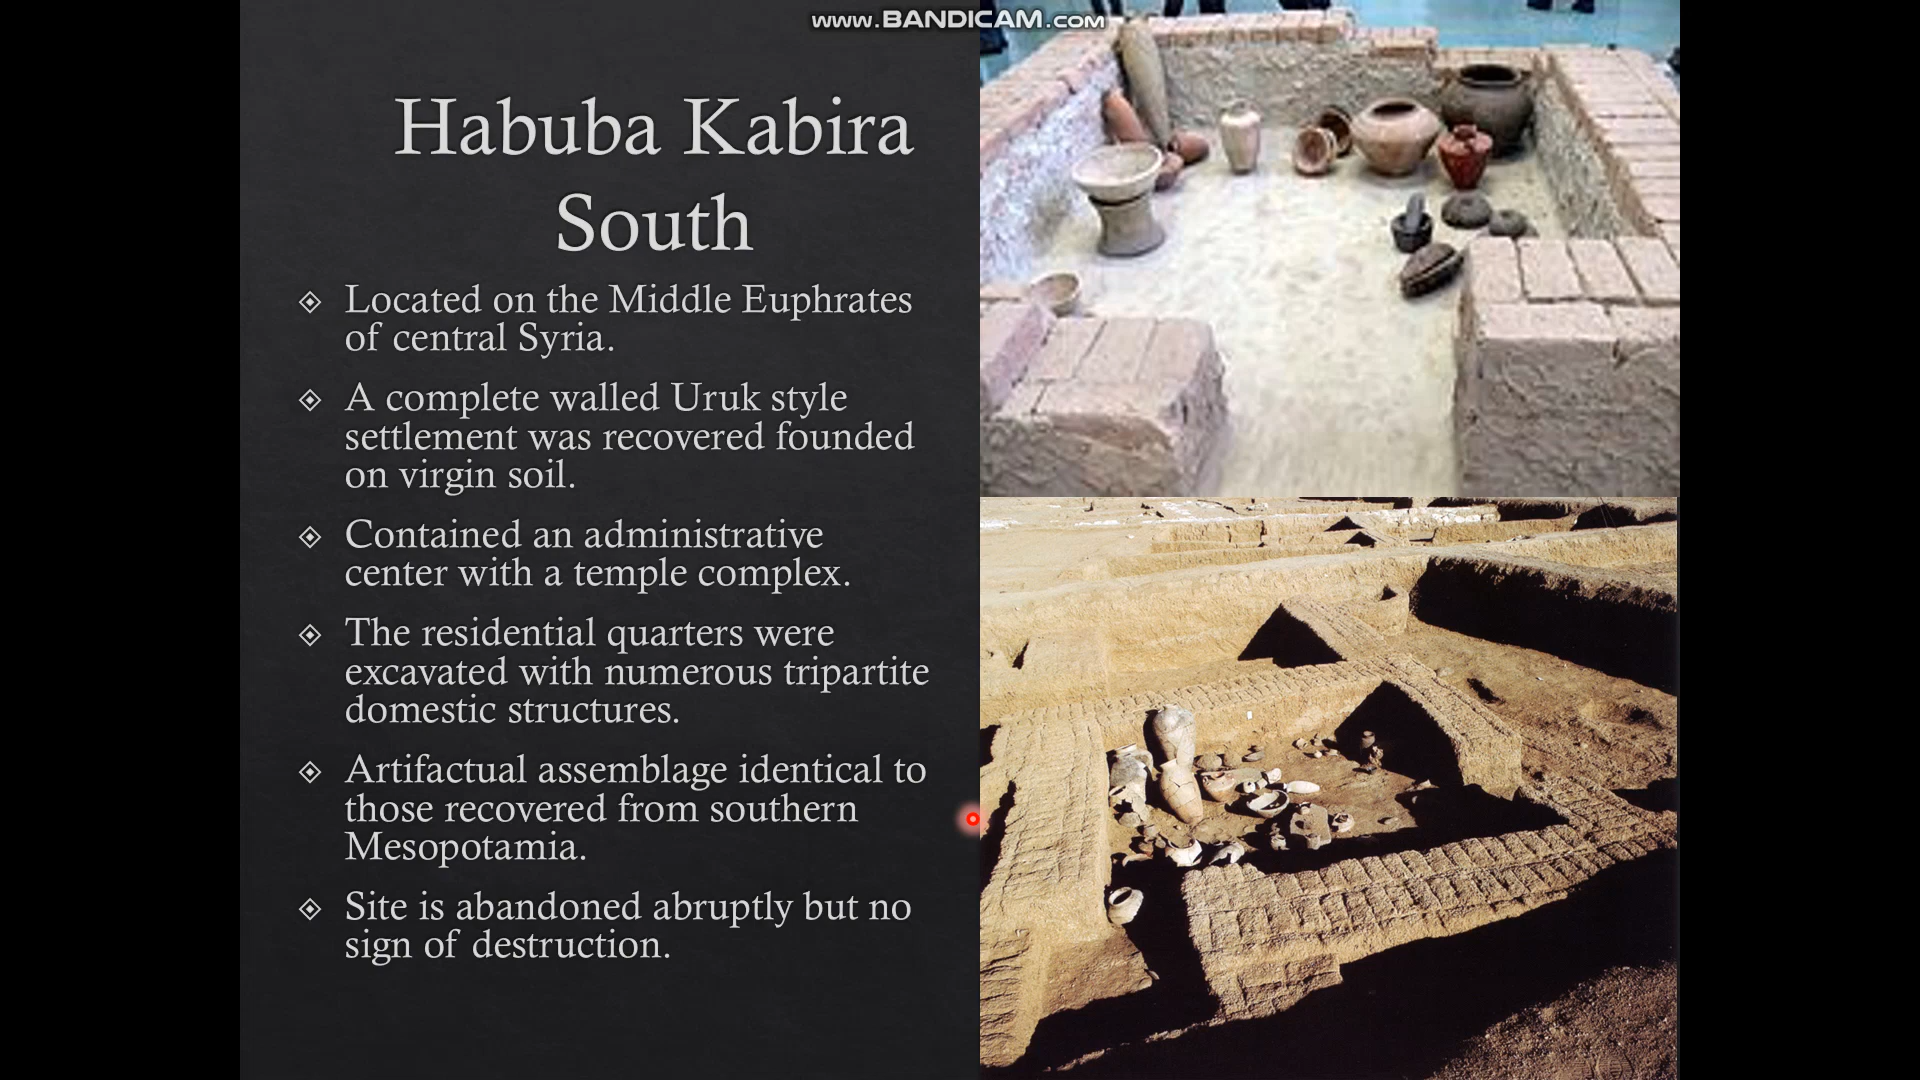 www.BANDICAM.com
Habuba Kabira
South
Located on the Middle Euphrates
of central Syria.
A complete walled Uruk style
settlement was recovered founded
on virgin soil.
Contained an administrative
center with a temple complex.
The residential quarters were
excavated with numerous tripartite
domestic structures.
Artifactual assemblage identical to
those recovered from southern
Mesopotamia.
Site is abandoned abruptly but no
sign of destruction.